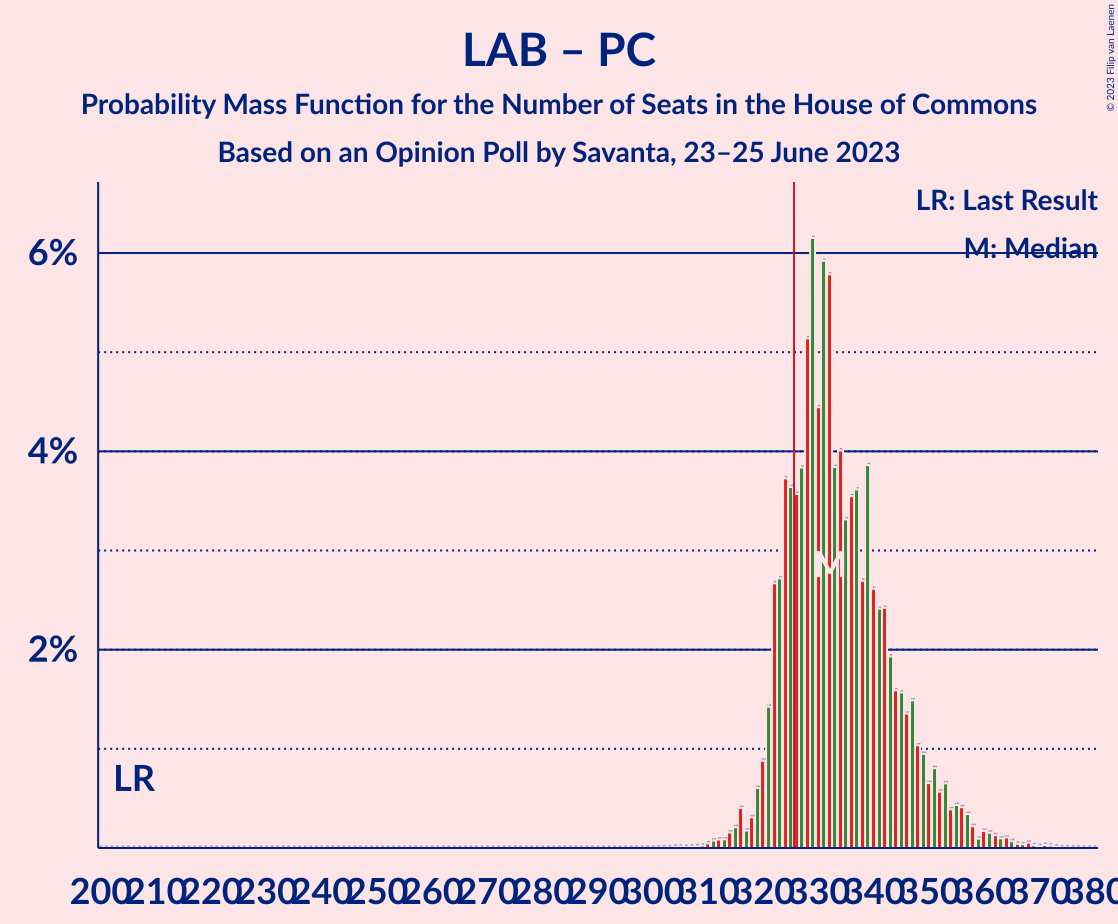 LAB – PC
Probability Mass Function for the Number of Seats in the House of Commons
Based on an Opinion Poll by Savanta, 23–25 June 2023
© 2023 Filip van Laenen
LR: Last Result
M: Median
6%
4%
2%
LR
M
200 210 220 230 240 250 260 270 280 290 300 310 320 330 340 350 360 370 380